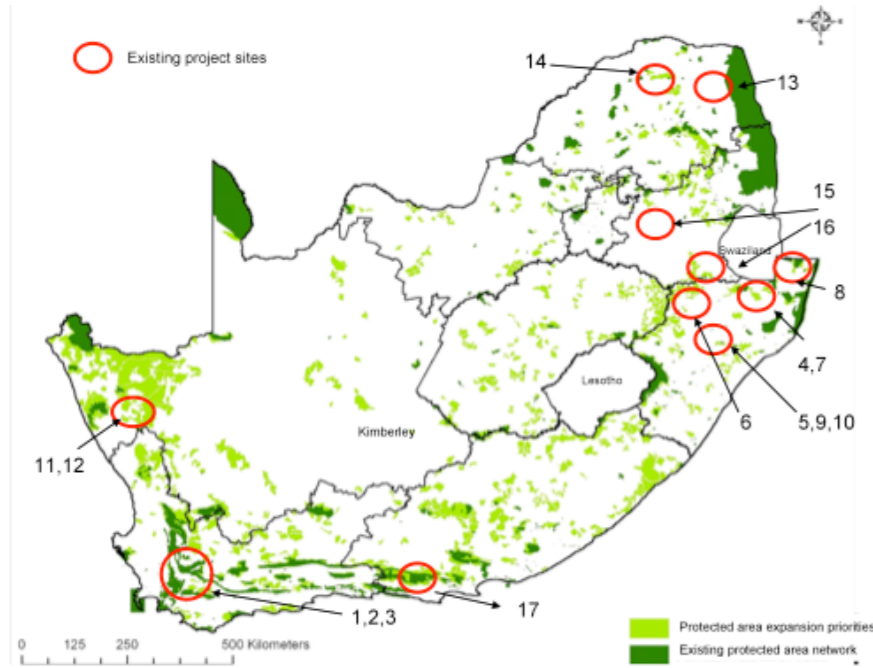 Existing project sites
14
13
15
16
Swaziland
8
4,7
Lesotho
6
5,9,10
Kimberley
11,12
1,2,3
17
0 125 250 500 Kilometers
Protected area expansion priorities
Existing protected area network